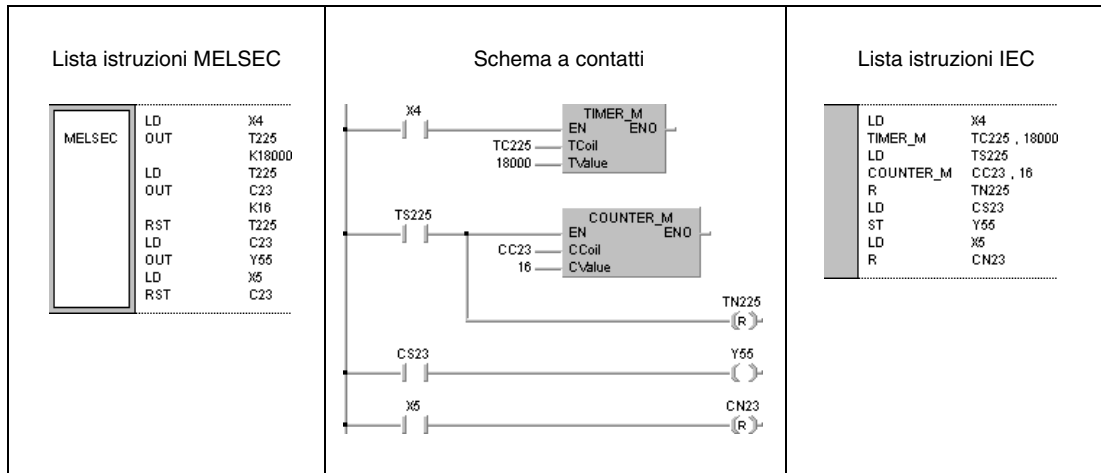 Lista istruzioni MELSEC
MELSEC
LD X4
OUT T225
K18000
LD T225
OUT C23
K16
RST T225
LD C23
OUT Y55
LD X5
RST C23
Schema a contatti
X4
TIMER_M
EN ENO
TC225 TCoil
18000 TValue
TS225
COUNTER_M
EN ENO
CC23 CCoil
16 CValue
TN225
R
CS23 Y55
X5 CN23
R
Lista istruzioni IEC
LD X4
TIMER_M TC225 , 18000
LD TS225
COUNTER_M CC23 , 16
R TN225
LD CS23
ST Y55
LD X5
R CN23